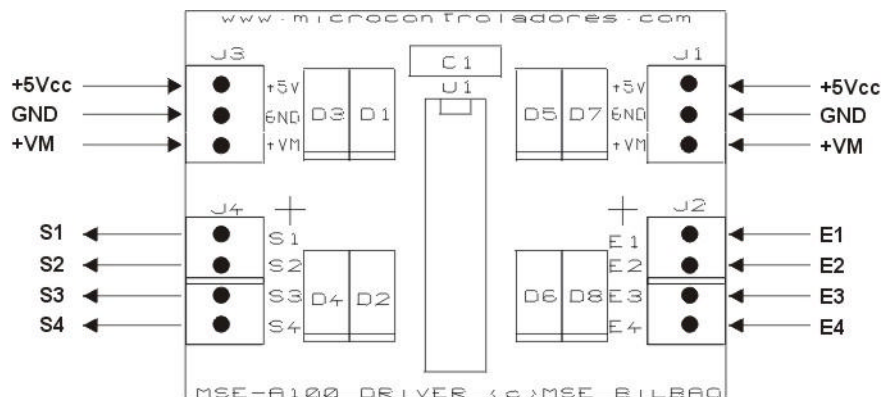 www.microcontroladores.com
J3
C1
J1
+5Vcc
+5V
U1
+5V
+5Vcc
GND
GND
D3
D1
D5
D7
GND
GND
+VM
+VM
+VM
+VM
J4
J2
S1
S1
E1
E1
S2
S2
E2
E2
S3
S3
D4
D2
D6
D8
E3
E3
S4
S4
E4
E4
MSE-A100 DRIVER (c)MSE BILBAO